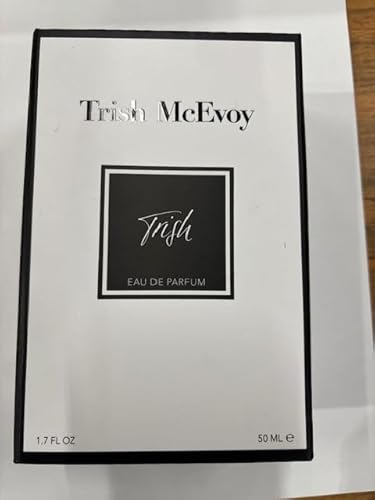 Trish McEvoy
Trish
EAU DE PARFUM
1.7 FL OZ 50 ML ℮